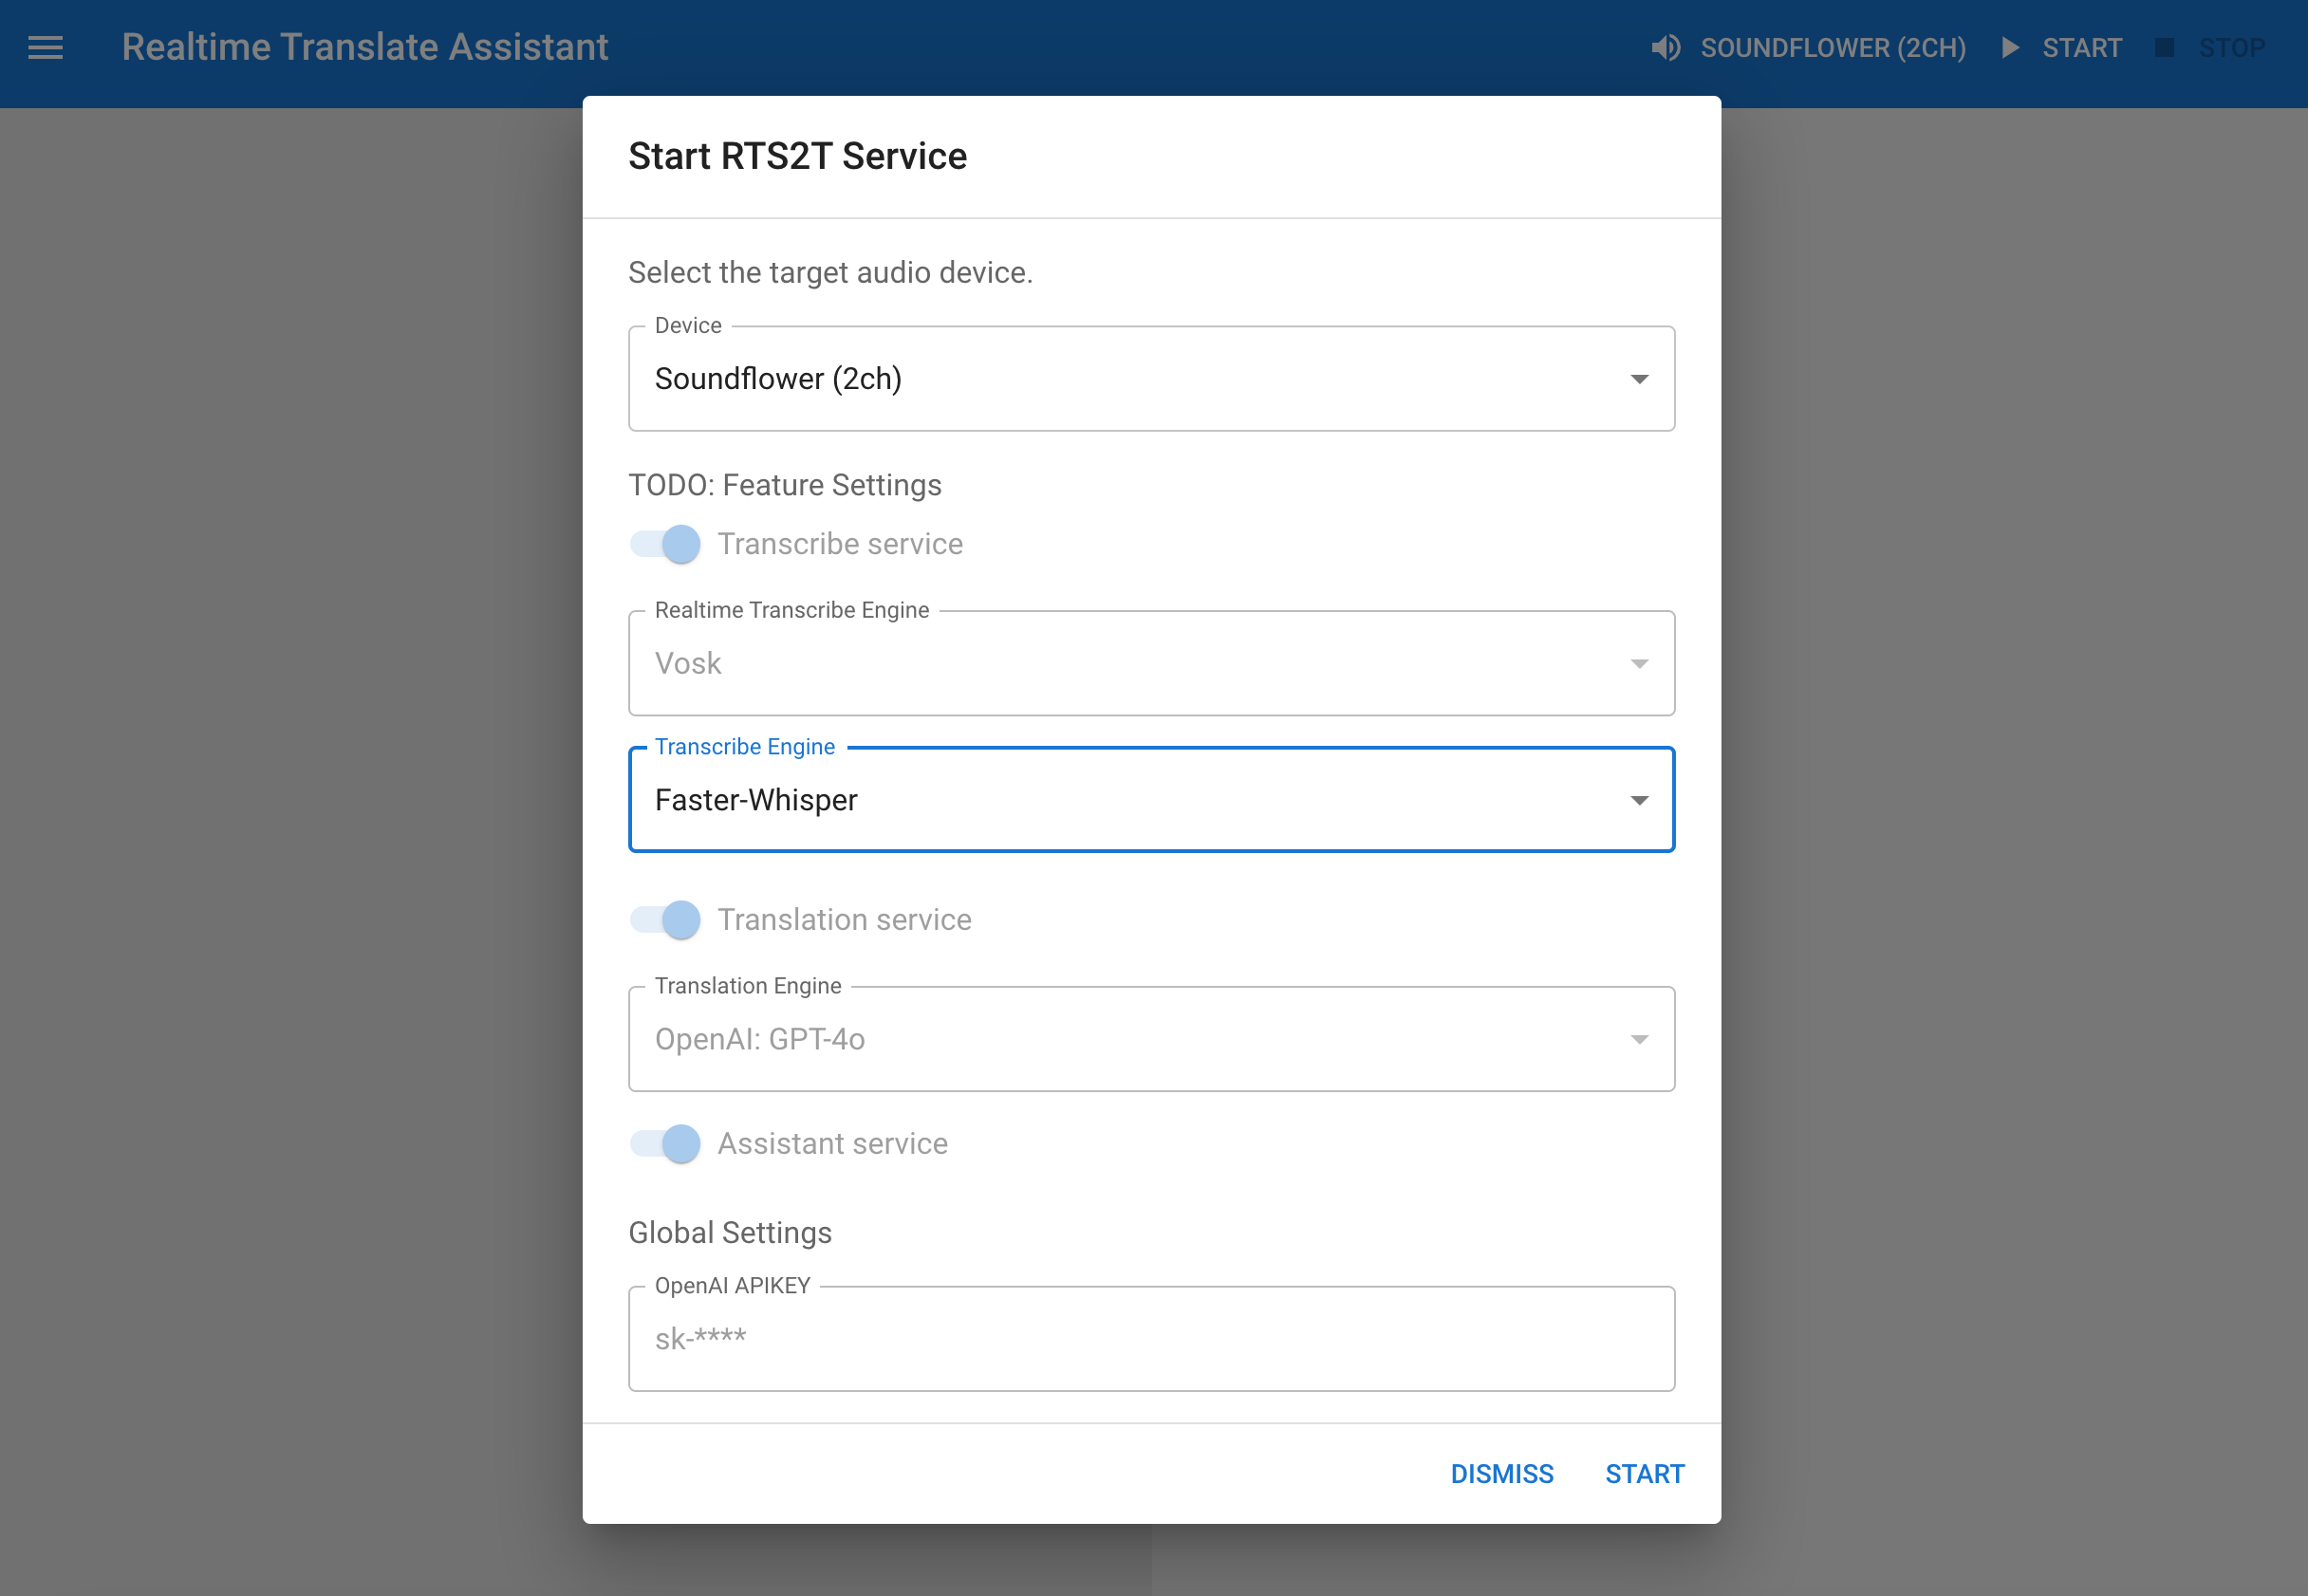 Realtime Translate Assistant
SOUNDFLOWER (2CH) START STOP
Start RTS2T Service
Select the target audio device.
Device
Soundflower (2ch)
TODO: Feature Settings
Transcribe service
Realtime Transcribe Engine
Vosk
Transcribe Engine
Faster-Whisper
Translation service
Translation Engine
OpenAI: GPT-4o
Assistant service
Global Settings
OpenAI APIKEY
sk-****
DISMISS START